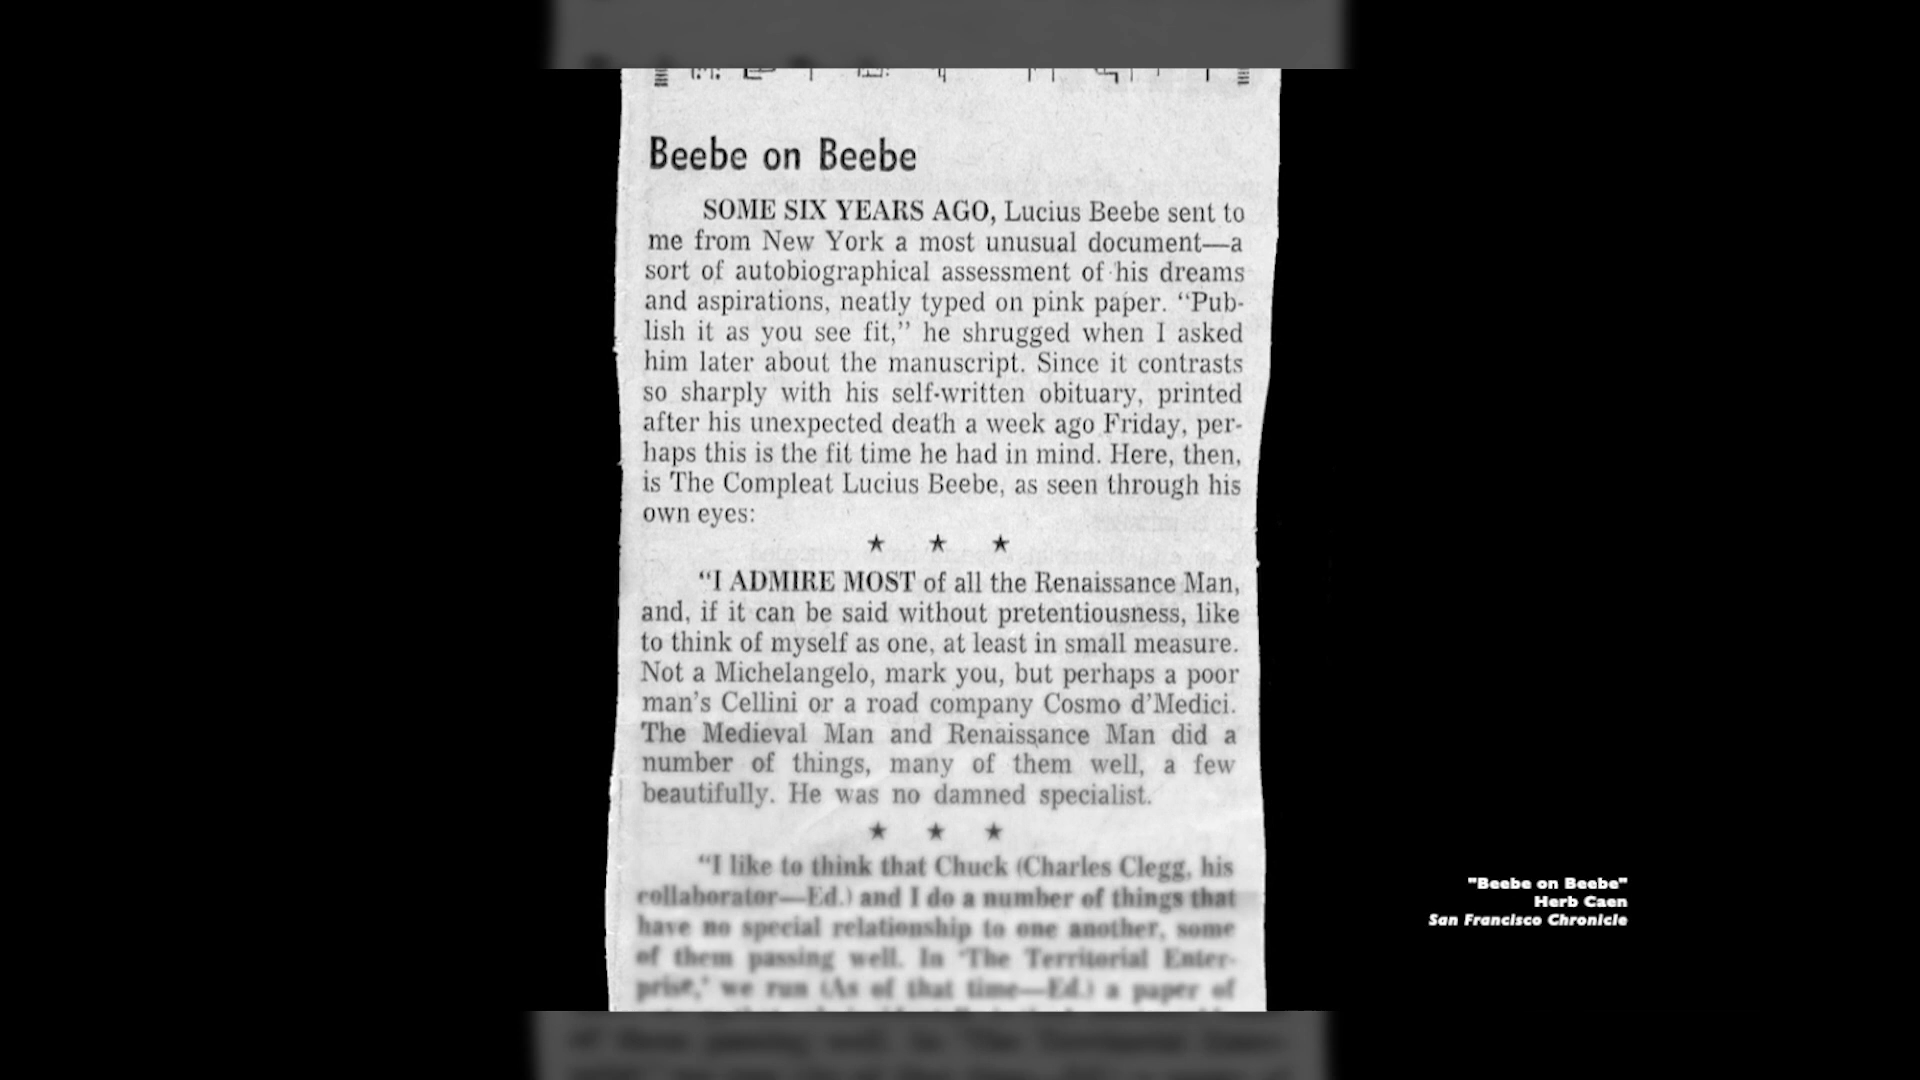 Beebe on Beebe
SOME SIX YEARS AGO, Lucius Beebe sent to
me from New York a most unusual document—a
sort of autobiographical assessment of his dreams
and aspirations, neatly typed on pink paper. “Pub-
lish it as you see fit,” he shrugged when I asked
him later about the manuscript. Since it contrasts
so sharply with his self-written obituary, printed
after his unexpected death a week ago Friday, per-
haps this is the fit time he had in mind. Here, then,
is The Compleat Lucius Beebe, as seen through his
own eyes:
★ ★ ★
“I ADMIRE MOST of all the Renaissance Man,
and, if it can be said without pretentiousness, like
to think of myself as one, at least in small measure.
Not a Michelangelo, mark you, but perhaps a poor
man’s Cellini or a road company Cosmo d’Medici.
The Medieval Man and Renaissance Man did a
number of things, many of them well, a few
beautifully. He was no damned specialist.
★ ★ ★
“I like to think that Chuck (Charles Clegg, his
collaborator—Ed.) and I do a number of things that
have no special relationship to one another, some
of them passing well. In ‘The Territorial Enter-
prise,’ we run (As of that time—Ed.) a paper of
"Beebe on Beebe"
Herb Caen
San Francisco Chronicle